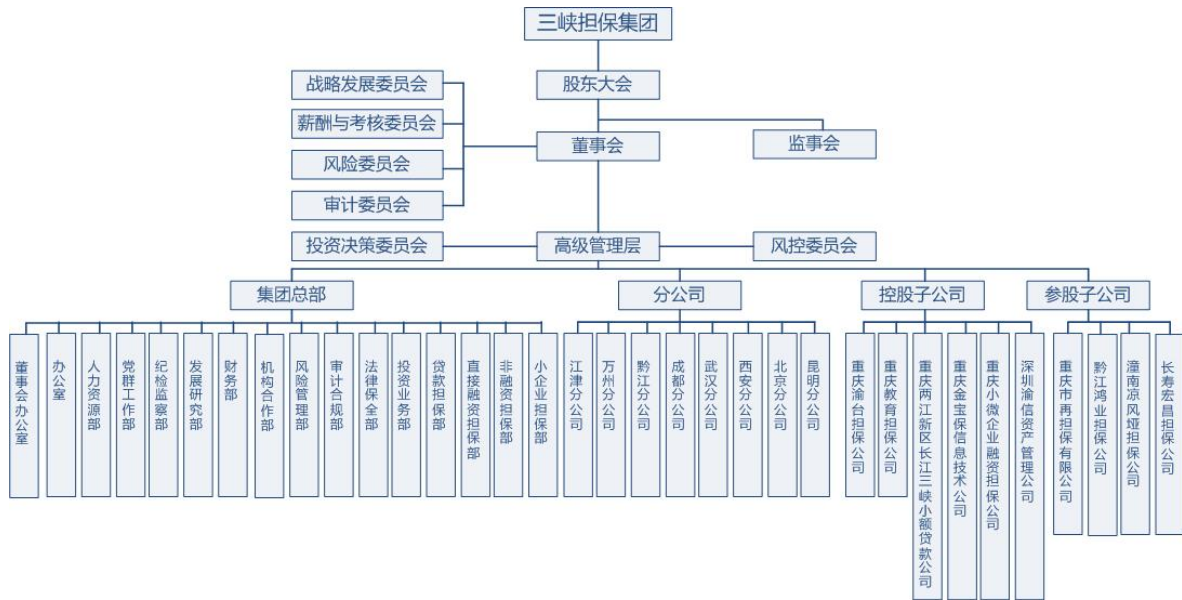 三峡担保集团
战略发展委员会
股东大会
薪酬与考核委员会
董事会
监事会
风险委员会
审计委员会
投资决策委员会
高级管理层
风控委员会
集团总部
分公司
控股子公司
参股子公司
董事会办公室
办公室
人力资源部
党群工作部
纪检监察部
发展研究部
财务部
机构合作部
风险管理部
审计合规部
法律保全部
投资业务部
贷款担保部
直接融资担保部
非融资担保部
小企业担保部
江津分公司
万州分公司
黔江分公司
成都分公司
武汉分公司
西安分公司
北京分公司
昆明分公司
重庆渝台担保公司
重庆教育担保公司
重庆两江新区长江三峡小额贷款公司
重庆金宝保信息技术公司
重庆小微企业融资担保公司
深圳渝信资产管理公司
重庆市再担保有限公司
黔江鸿业担保公司
潼南凉风垭担保公司
长寿宏昌担保公司